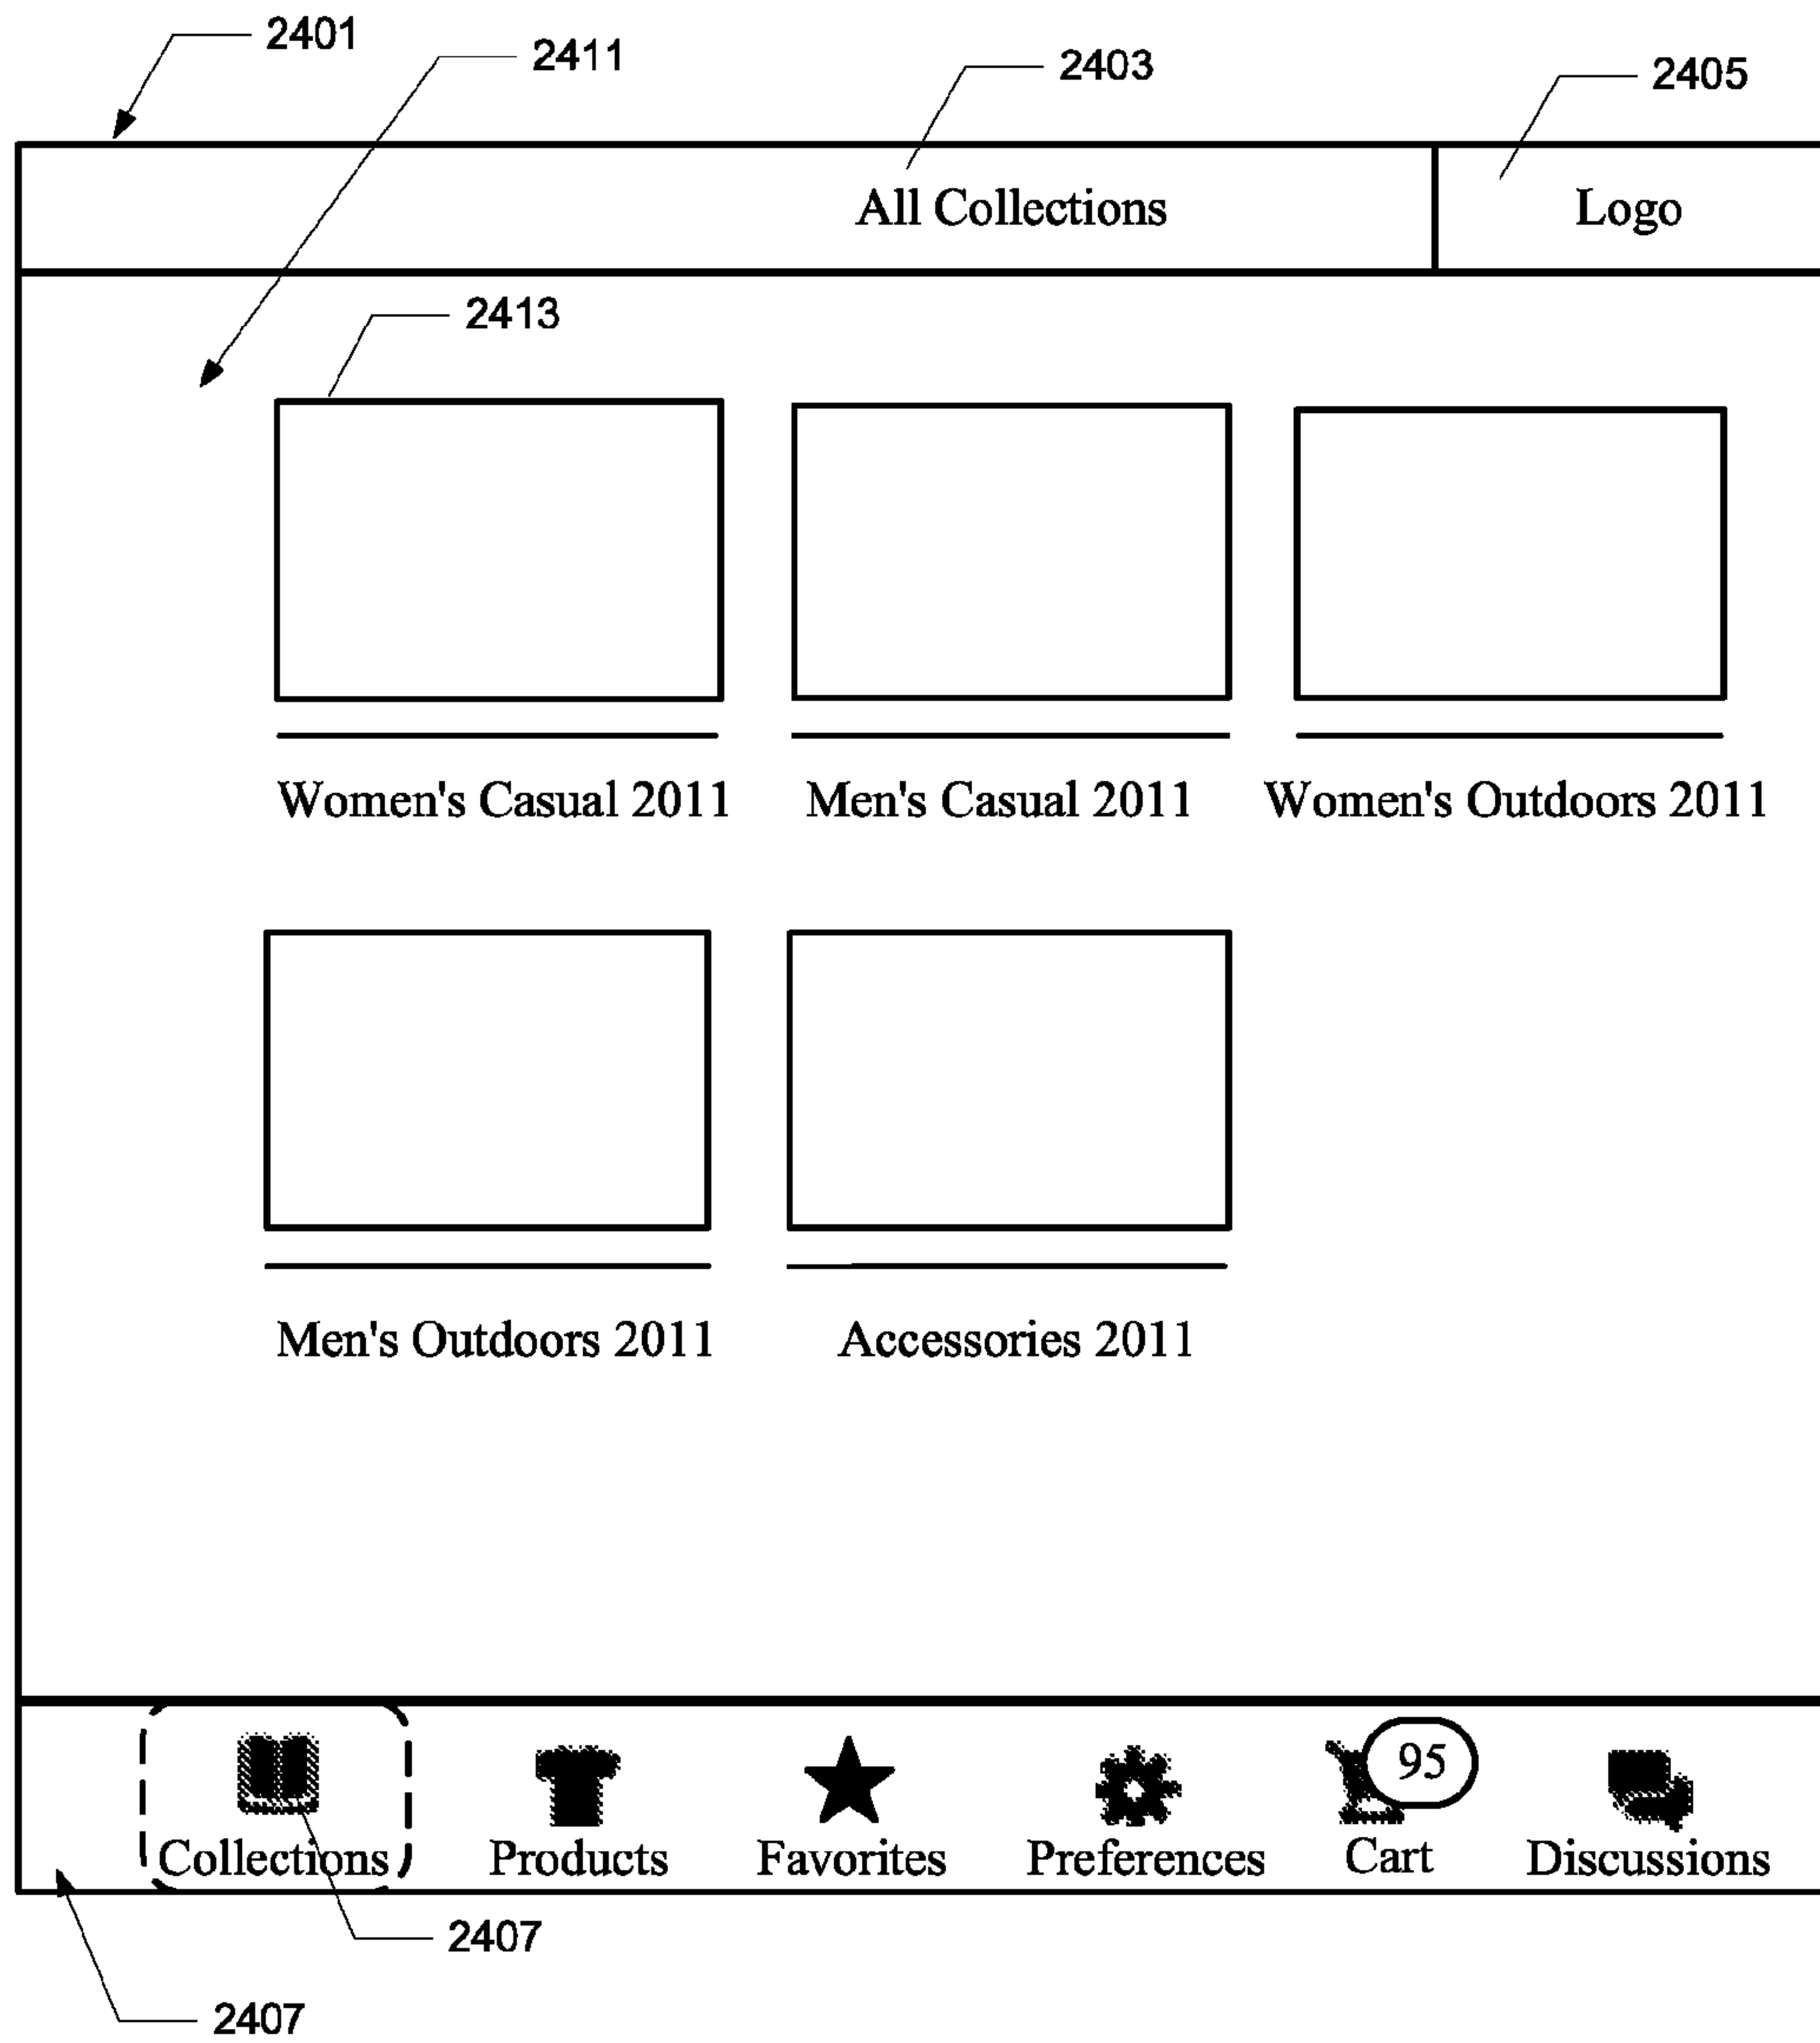 2401
2411
2403
2405
All Collections
Logo
2413
Women's Casual 2011
Men's Casual 2011
Women's Outdoors 2011
Men's Outdoors 2011
Accessories 2011
95
Collections
Products
Favorites
Preferences
Cart
Discussions
2407
2407